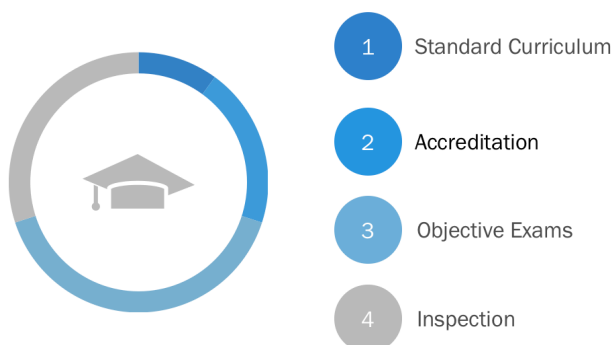 1 Standard Curriculum
2 Accreditation
3 Objective Exams
4 Inspection